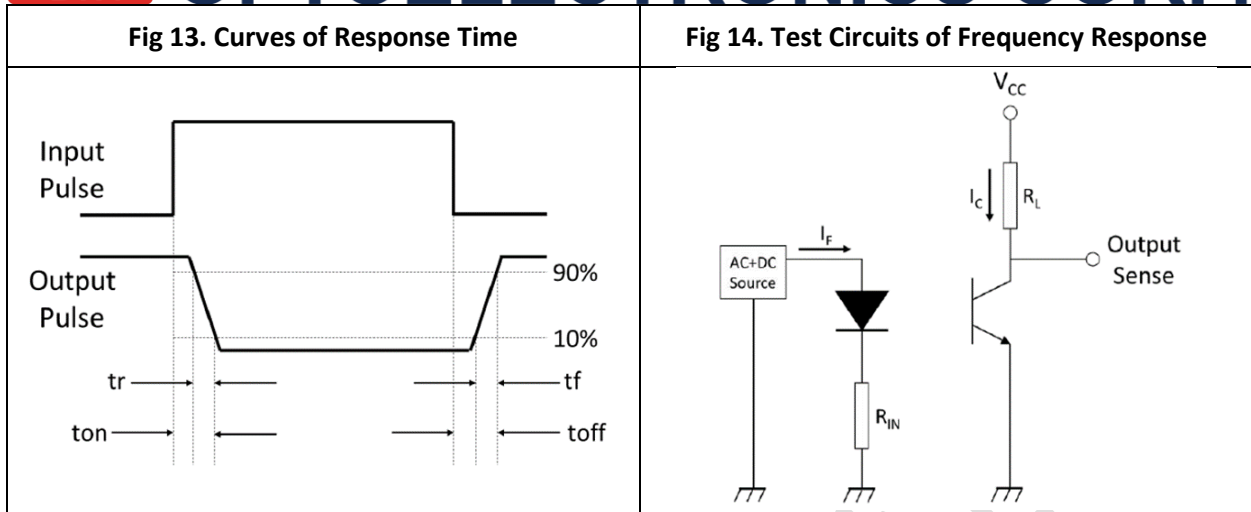 Fig 13. Curves of Response Time
Input
Pulse
Output
Pulse
90%
10%
tr
tf
ton
toff
Fig 14. Test Circuits of Frequency Response
VCC
IC
RL
Output
Sense
IF
AC+DC
Source
RIN